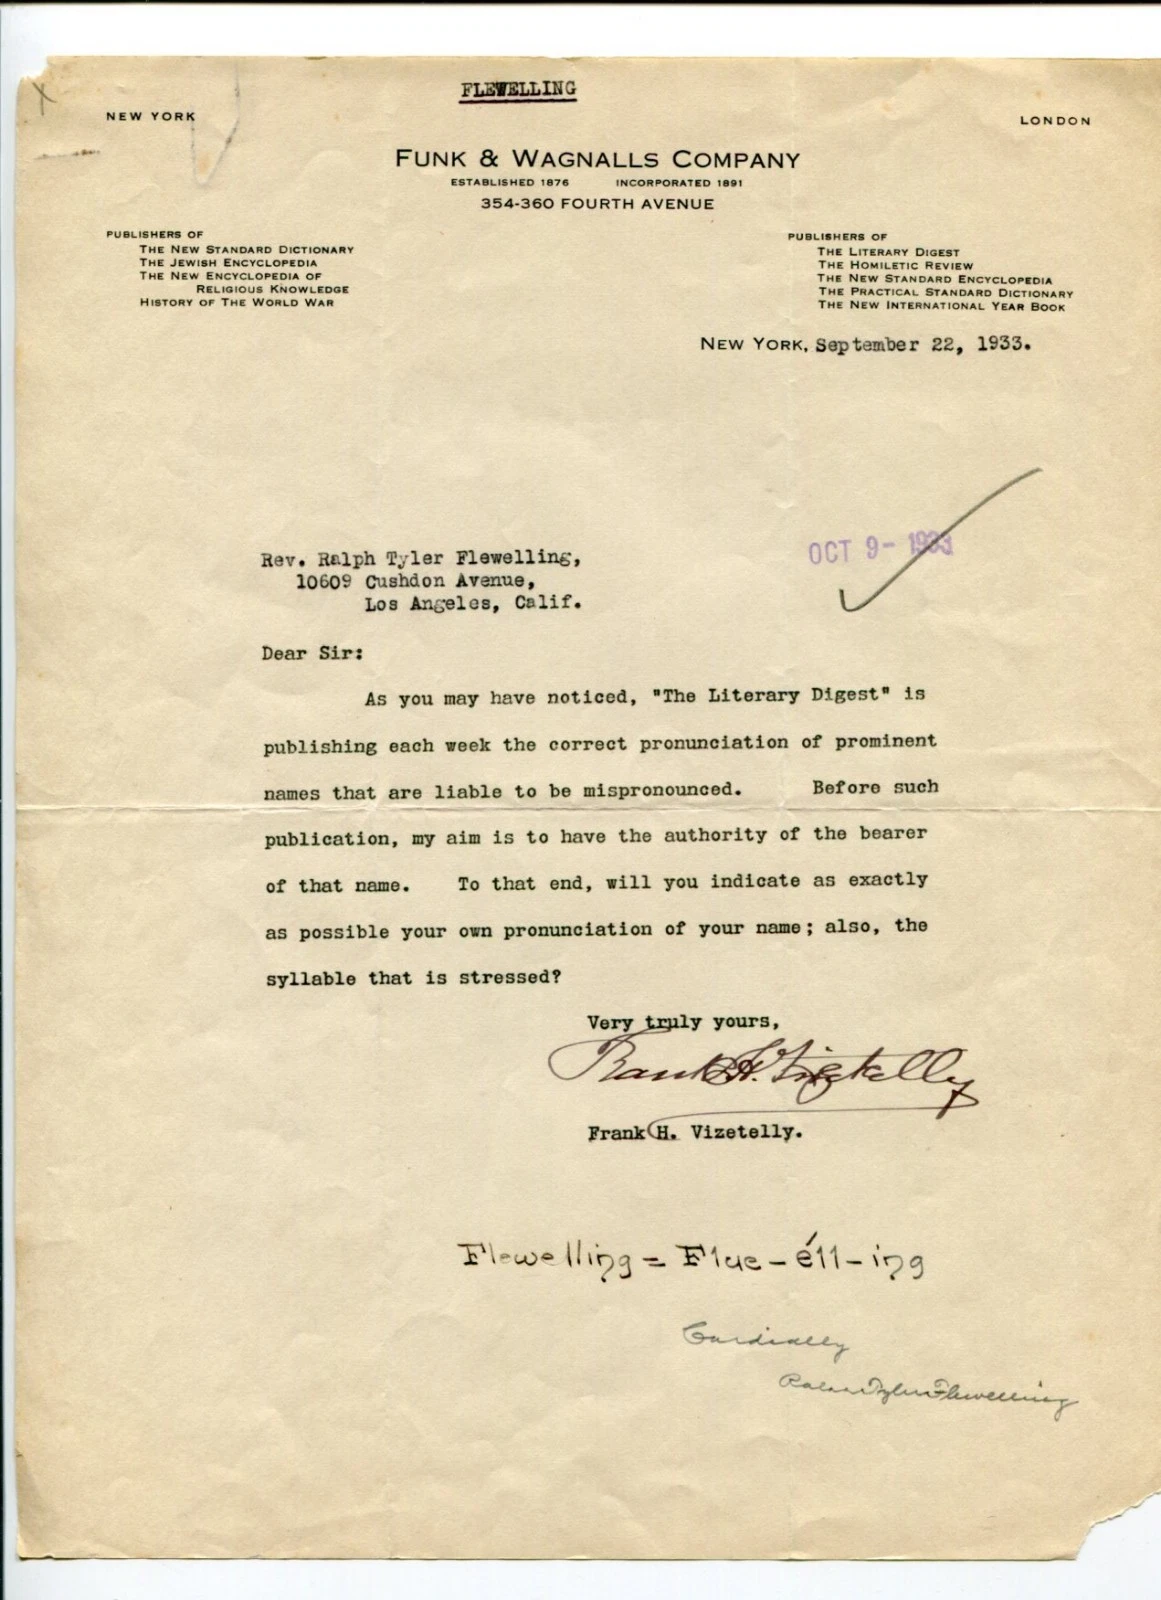 FLEWELLING
NEW YORK
LONDON
FUNK & WAGNALLS COMPANY
ESTABLISHED 1876 INCORPORATED 1891
354-360 FOURTH AVENUE
PUBLISHERS OF
THE NEW STANDARD DICTIONARY
THE JEWISH ENCYCLOPEDIA
THE NEW ENCYCLOPEDIA OF
RELIGIOUS KNOWLEDGE
HISTORY OF THE WORLD WAR
PUBLISHERS OF
THE LITERARY DIGEST
THE HOMILETIC REVIEW
THE NEW STANDARD ENCYCLOPEDIA
THE PRACTICAL STANDARD DICTIONARY
THE NEW INTERNATIONAL YEAR BOOK
NEW YORK, September 22, 1933.
OCT 9- 1933
Rev. Ralph Tyler Flewelling,
10609 Cushdon Avenue,
Los Angeles, Calif.
Dear Sir:
As you may have noticed, "The Literary Digest" is
publishing each week the correct pronunciation of prominent
names that are liable to be mispronounced. Before such
publication, my aim is to have the authority of the bearer
of that name. To that end, will you indicate as exactly
as possible your own pronunciation of your name; also, the
syllable that is stressed?
Very truly yours,
Frank H. Vizetelly
Frank H. Vizetelly.
Flewelling = Flue-éll-ing
Cordially
Ralph Tyler Flewelling